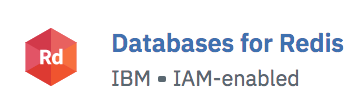 Rd
Databases for Redis
IBM • IAM-enabled